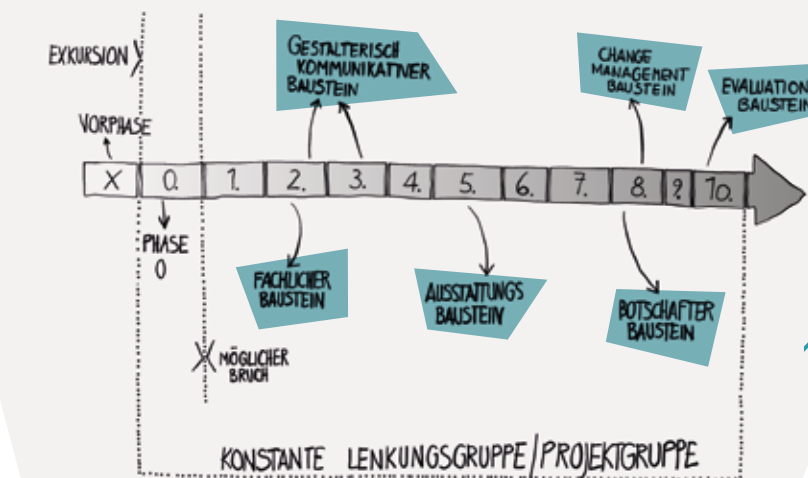 EXKURSION
VORPHASE
GESTALTERISCH
KOMMUNIKATIVER
BAUSTEIN
CHANGE
MANAGEMENT
BAUSTEIN
EVALUATION
BAUSTEIN
X 0. 1. 2. 3. 4. 5. 6. 7. 8. 9. 10.
PHASE
0
FACHLICHER
BAUSTEIN
AUSSTATTUNGS
BAUSTEIN
BOTSCHAFTER
BAUSTEIN
MÖGLICHER
BRUCH
KONSTANTE LENKUNGSGRUPPE/PROJEKTGRUPPE